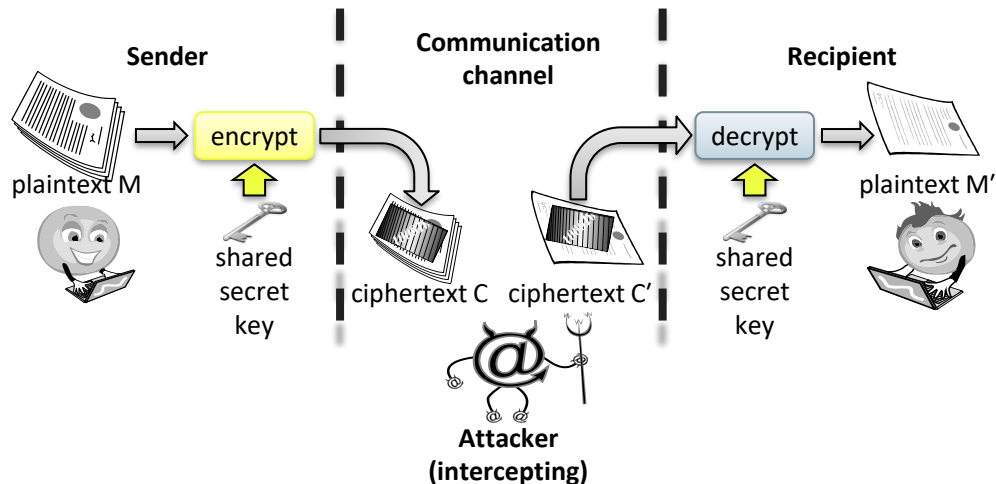 Sender
Communication
channel
Recipient
encrypt
decrypt
plaintext M
plaintext M′
shared
secret
key
ciphertext C
ciphertext C′
shared
secret
key
@
@
@
@
@
Attacker
(intercepting)